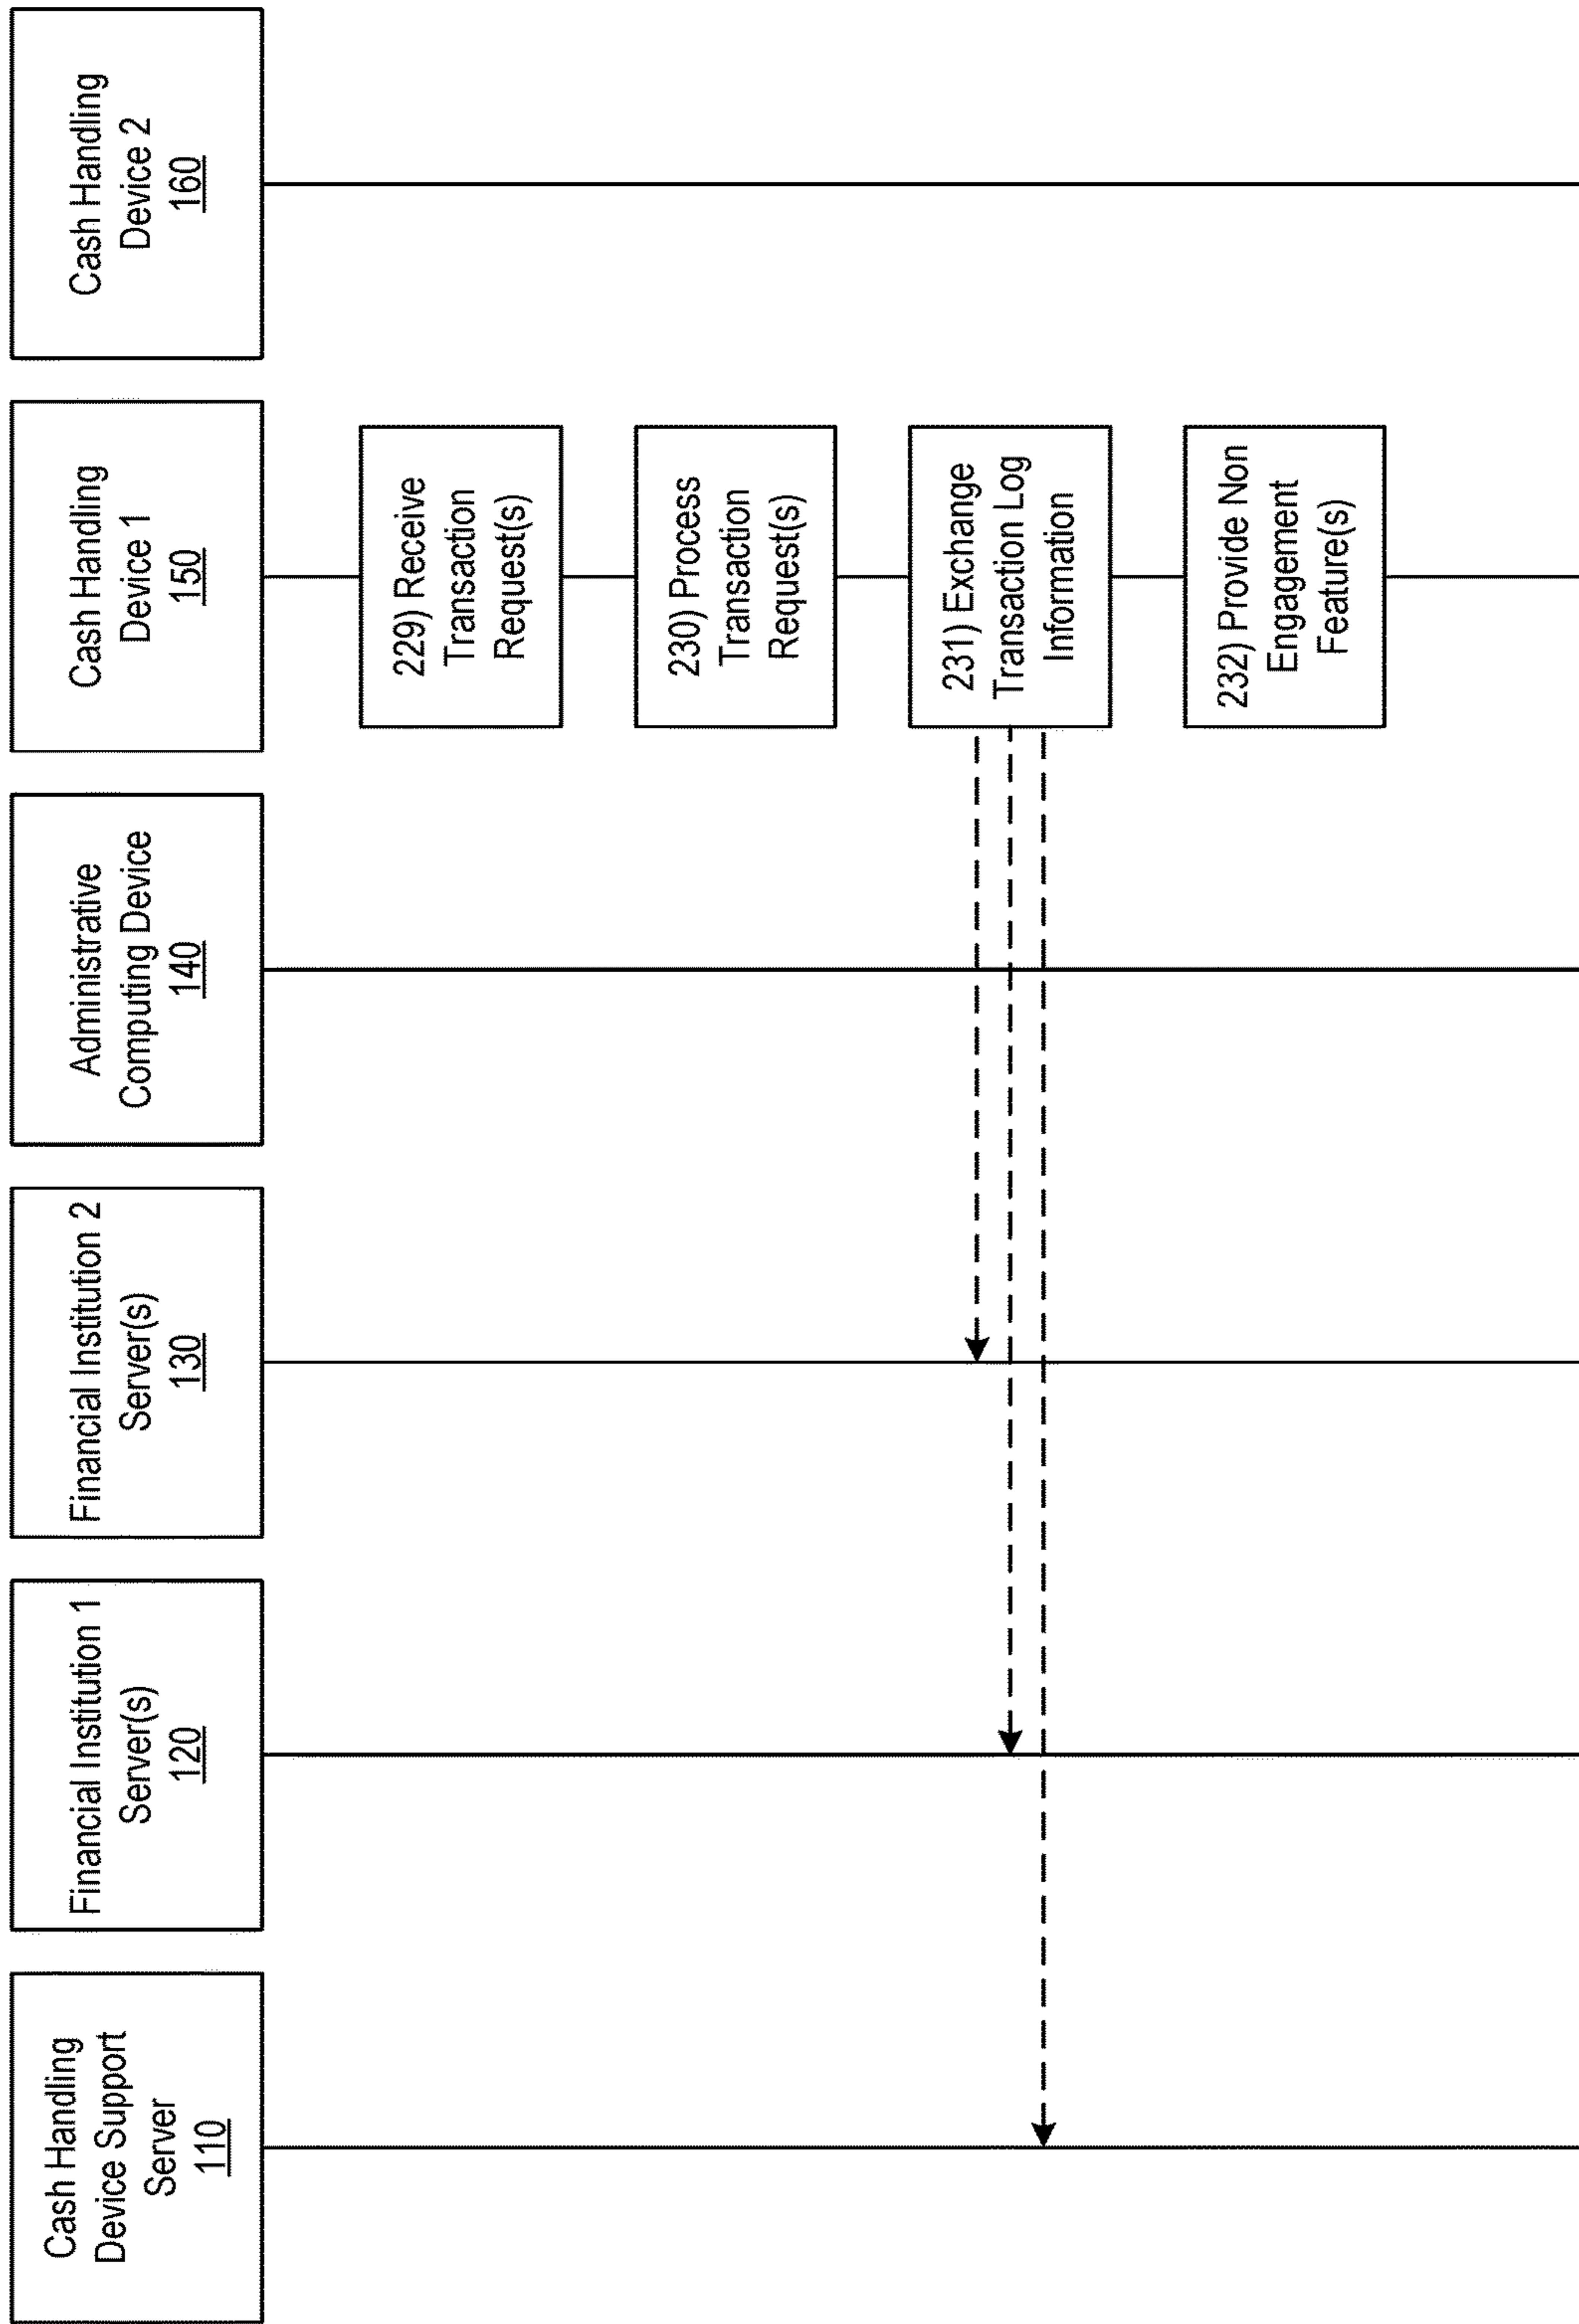 Cash Handling
Device Support
Server
110
Financial Institution 1
Server(s)
120
Financial Institution 2
Server(s)
130
Administrative
Computing Device
140
Cash Handling
Device 1
150
Cash Handling
Device 2
160
229) Receive
Transaction
Request(s)
230) Process
Transaction
Request(s)
231) Exchange
Transaction Log
Information
232) Provide Non
Engagement
Feature(s)